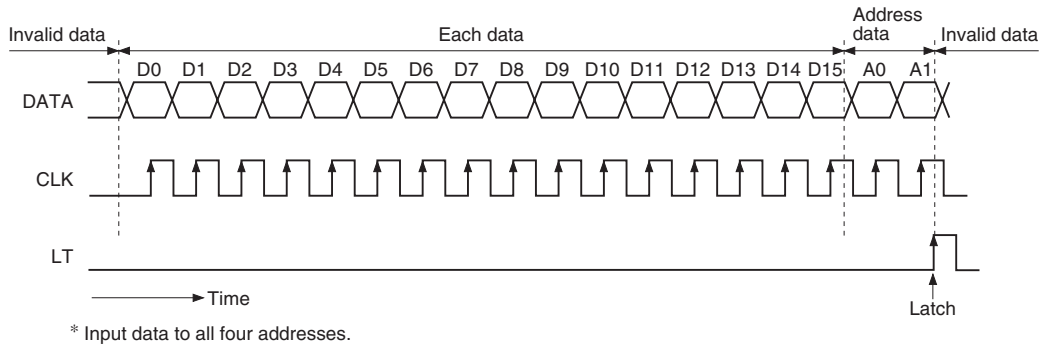 Address
Invalid data Each data data Invalid data
D0 D1 D2 D3 D4 D5 D6 D7 D8 D9 D10 D11 D12 D13 D14 D15 A0 A1
DATA
CLK
LT
Time
Latch
* Input data to all four addresses.